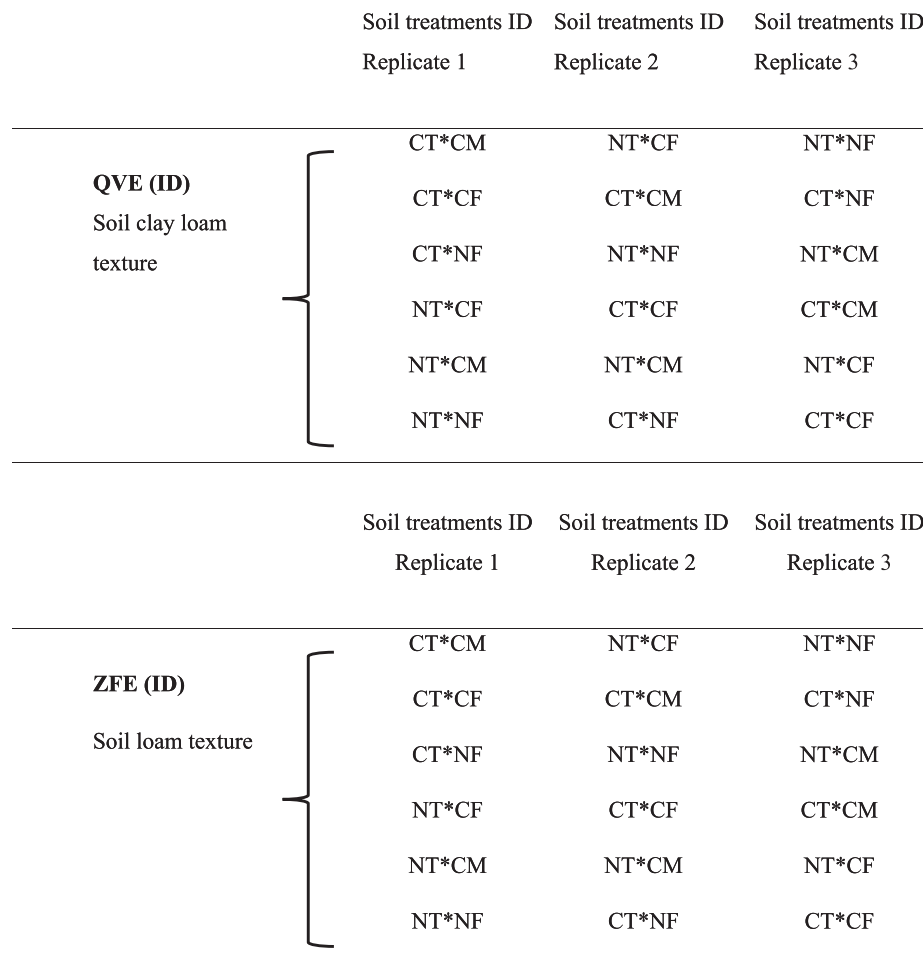 Soil treatments ID Soil treatments ID Soil treatments ID
Replicate 1 Replicate 2 Replicate 3
CT*CM NT*CF NT*NF
QVE (ID)
CT*CF CT*CM CT*NF
Soil clay loam
texture
CT*NF NT*NF NT*CM
NT*CF CT*CF CT*CM
NT*CM NT*CM NT*CF
NT*NF CT*NF CT*CF
Soil treatments ID Soil treatments ID Soil treatments ID
Replicate 1 Replicate 2 Replicate 3
CT*CM NT*CF NT*NF
ZFE (ID)
CT*CF CT*CM CT*NF
Soil loam texture
CT*NF NT*NF NT*CM
NT*CF CT*CF CT*CM
NT*CM NT*CM NT*CF
NT*NF CT*NF CT*CF